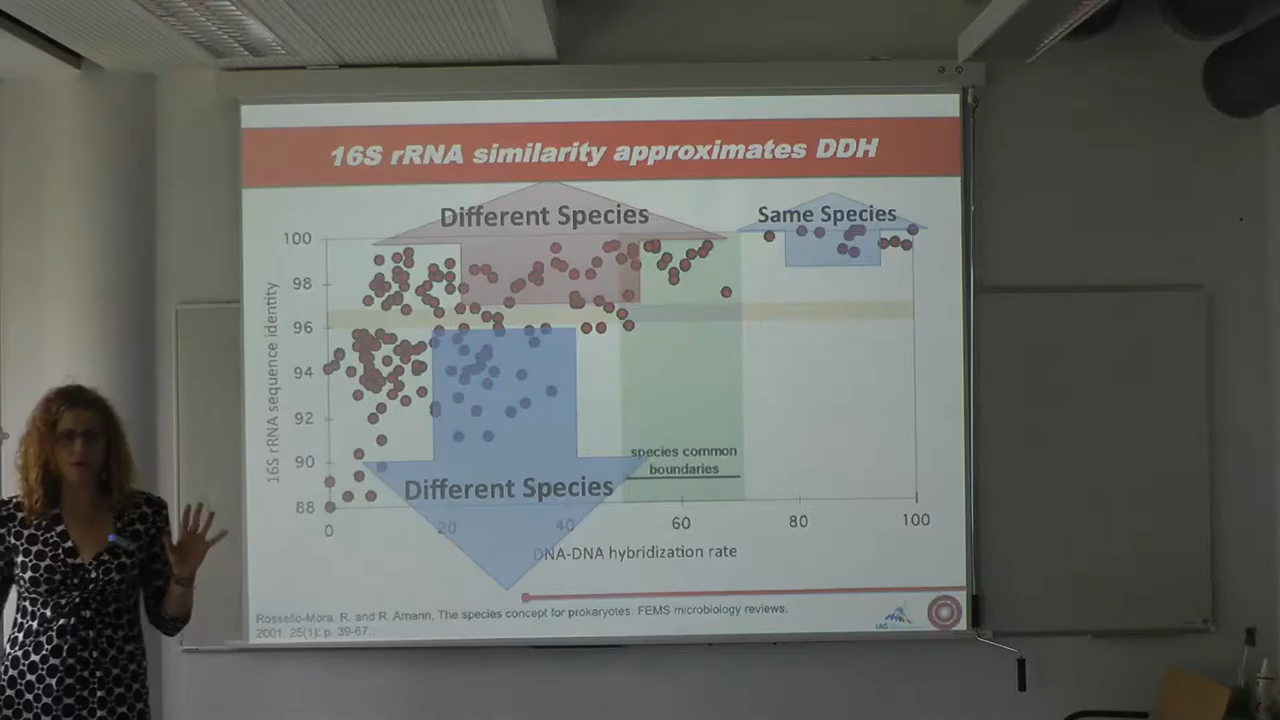 16S rRNA similarity approximates DDH
Different Species
Same Species
100
98
96
94
92
90
88
16S rRNA sequence identity
species common
boundaries
Different Species
0
20
40
60
80
100
DNA-DNA hybridization rate
Rossello-Mora, R. and R. Amann, The species concept for prokaryotes. FEMS microbiology reviews,
2001. 25(1): p. 39-67.
IAS